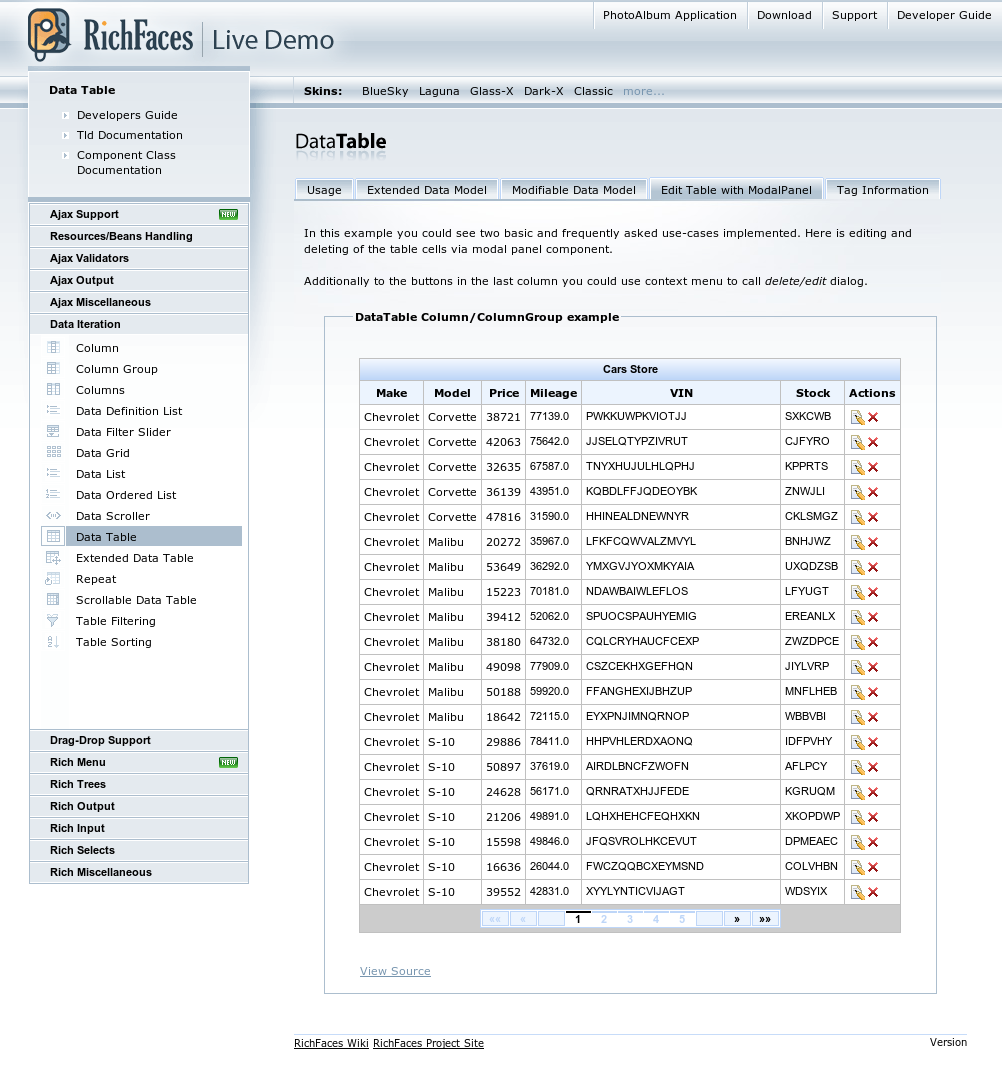 PhotoAlbum Application Download Support Developer Guide
RichFaces Live Demo
Skins: BlueSky Laguna Glass-X Dark-X Classic more...
Data Table
Developers Guide
Tld Documentation
Component Class
Documentation
Ajax Support NEW
Resources/Beans Handling
Ajax Validators
Ajax Output
Ajax Miscellaneous
Data Iteration
Column
Column Group
Columns
Data Definition List
Data Filter Slider
Data Grid
Data List
Data Ordered List
Data Scroller
Data Table
Extended Data Table
Repeat
Scrollable Data Table
Table Filtering
Table Sorting
Drag-Drop Support
Rich Menu NEW
Rich Trees
Rich Output
Rich Input
Rich Selects
Rich Miscellaneous
DataTable
Usage Extended Data Model Modifiable Data Model Edit Table with ModalPanel Tag Information
In this example you could see two basic and frequently asked use-cases implemented. Here is editing and
deleting of the table cells via modal panel component.
Additionally to the buttons in the last column you could use context menu to call delete/edit dialog.
DataTable Column/ColumnGroup example
Cars Store
Make Model Price Mileage VIN Stock Actions
Chevrolet Corvette 38721 77139.0 PWKKUWPKVIOTJJ SXKCWB
Chevrolet Corvette 42063 75642.0 JJSELQTYPZIVRUT CJFYRO
Chevrolet Corvette 32635 67587.0 TNYXHUJULHLQPHJ KPPRTS
Chevrolet Corvette 36139 43951.0 KQBDLFFJQDEOYBK ZNWJLI
Chevrolet Corvette 47816 31590.0 HHINEALDNEWNYR CKLSMGZ
Chevrolet Malibu 20272 35967.0 LFKFCQWVALZMVYL BNHJWZ
Chevrolet Malibu 53649 36292.0 YMXGVJYOXMKYAIA UXQDZSB
Chevrolet Malibu 15223 70181.0 NDAWBAIWLEFLOS LFYUGT
Chevrolet Malibu 39412 52062.0 SPUOCSPAUHYEMIG EREANLX
Chevrolet Malibu 38180 64732.0 CQLCRYHAUCFCEXP ZWZDPCE
Chevrolet Malibu 49098 77909.0 CSZCEKHXGEFHQN JIYLVRP
Chevrolet Malibu 50188 59920.0 FFANGHEXIJBHZUP MNFLHEB
Chevrolet Malibu 18642 72115.0 EYXPNJIMNQRNOP WBBVBI
Chevrolet S-10 29886 78411.0 HHPVHLERDXAONQ IDFPVHY
Chevrolet S-10 50897 37619.0 AIRDLBNCFZWOFN AFLPCY
Chevrolet S-10 24628 56171.0 QRNRATXHJJFEDE KGRUQM
Chevrolet S-10 21206 49891.0 LQHXHEHCFEQHXKN XKOPDWP
Chevrolet S-10 15598 49846.0 JFQSVROLHKCEVUT DPMEAEC
Chevrolet S-10 16636 26044.0 FWCZQQBCXEYMSND COLVHBN
Chevrolet S-10 39552 42831.0 XYYLYNTICVIJAGT WDSYIX
«« « 1 2 3 4 5 » »»
View Source
RichFaces Wiki RichFaces Project Site Version